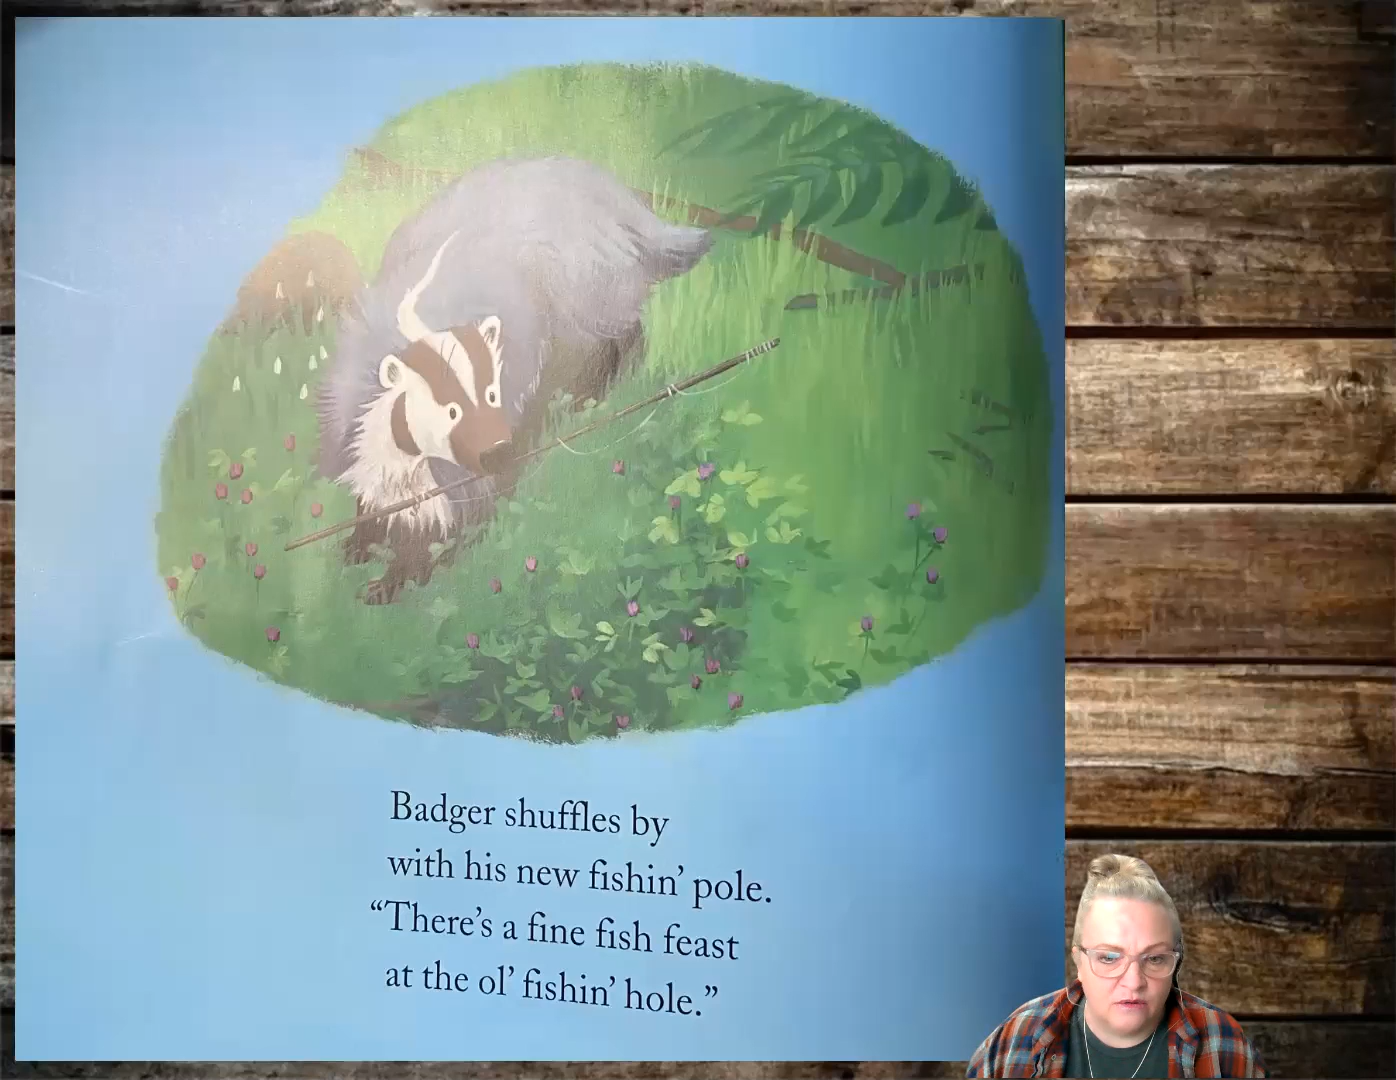 Badger shuffles by
with his new fishin’ pole.
“There’s a fine fish feast
at the ol’ fishin’ hole.”